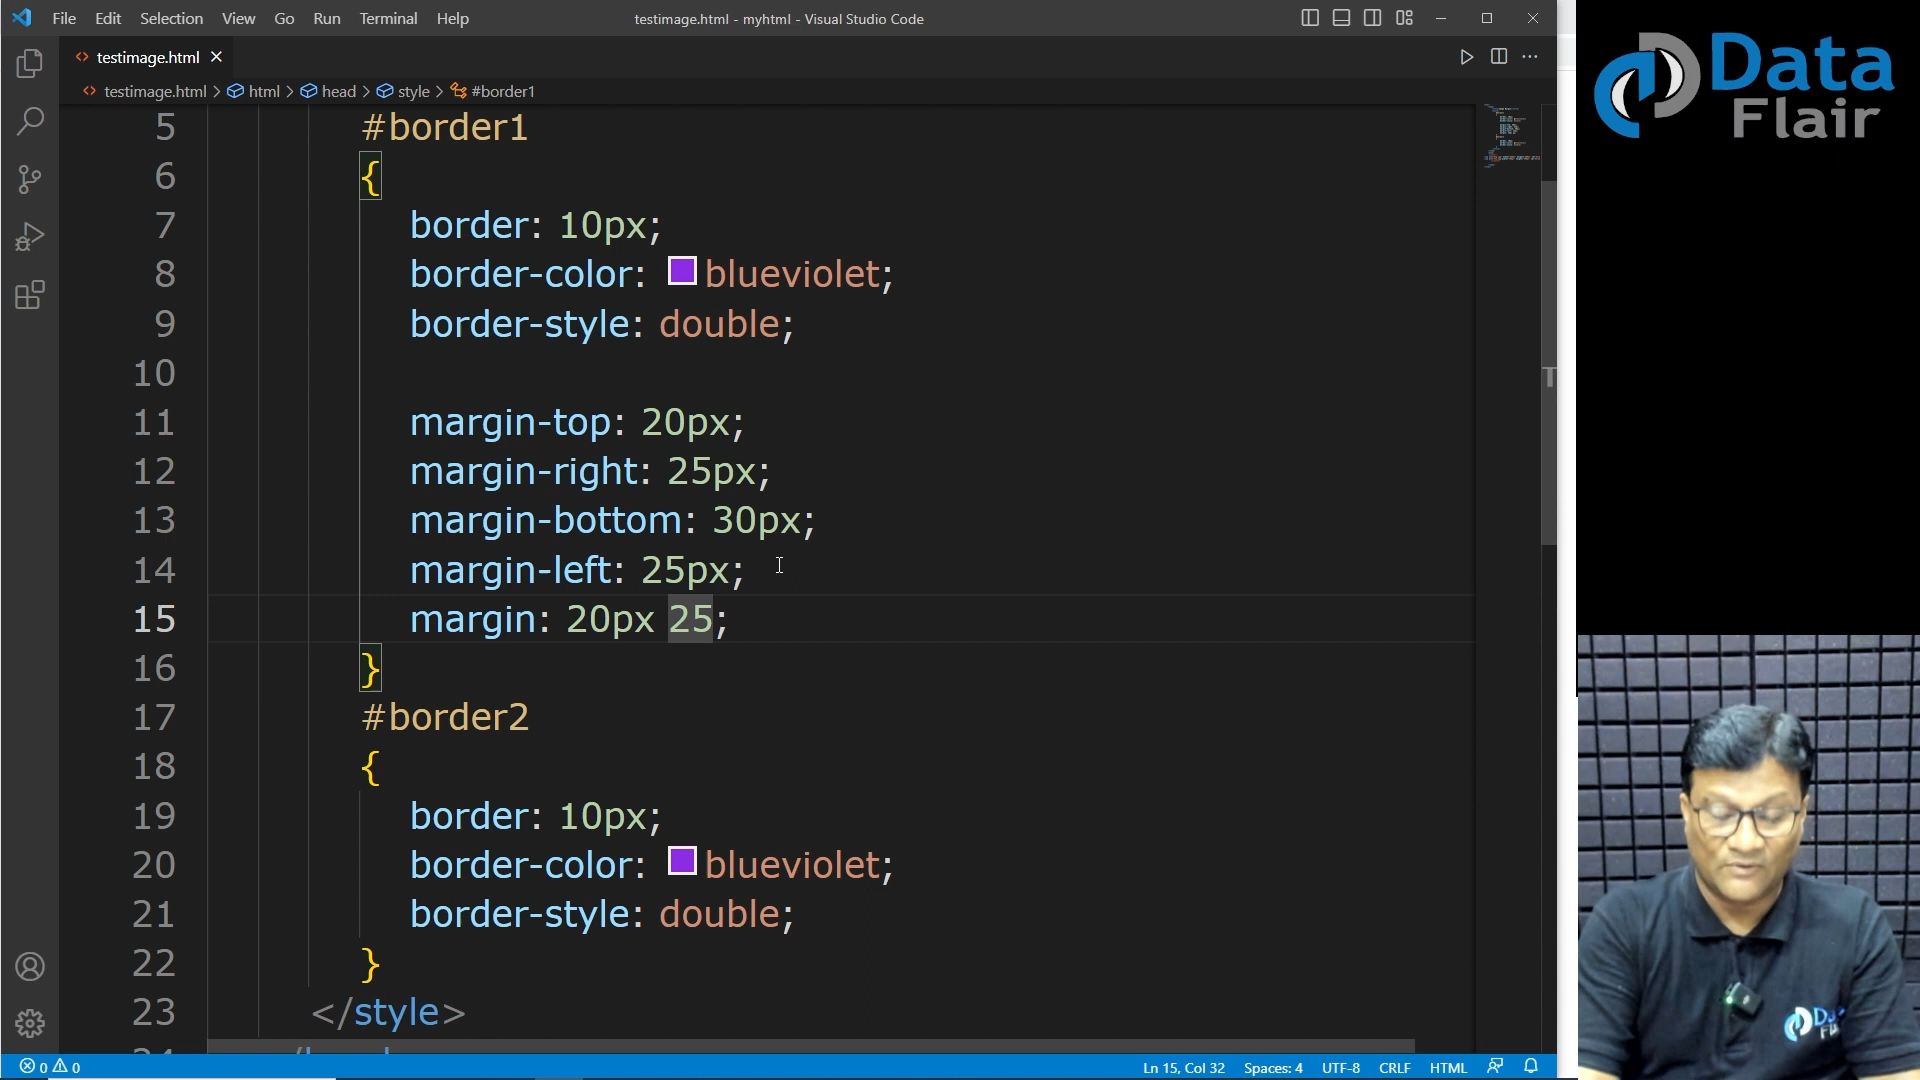 File Edit Selection View Go Run Terminal Help
testimage.html - myhtml - Visual Studio Code
testimage.html
testimage.html > html > head > style > #border1
5 #border1
6 {
7 border: 10px;
8 border-color: blueviolet;
9 border-style: double;
10
11 margin-top: 20px;
12 margin-right: 25px;
13 margin-bottom: 30px;
14 margin-left: 25px;
15 margin: 20px 25;
16 }
17 #border2
18 {
19 border: 10px;
20 border-color: blueviolet;
21 border-style: double;
22 }
23 </style>
0 0
Ln 15, Col 32 Spaces: 4 UTF-8 CRLF HTML
Data
Flair